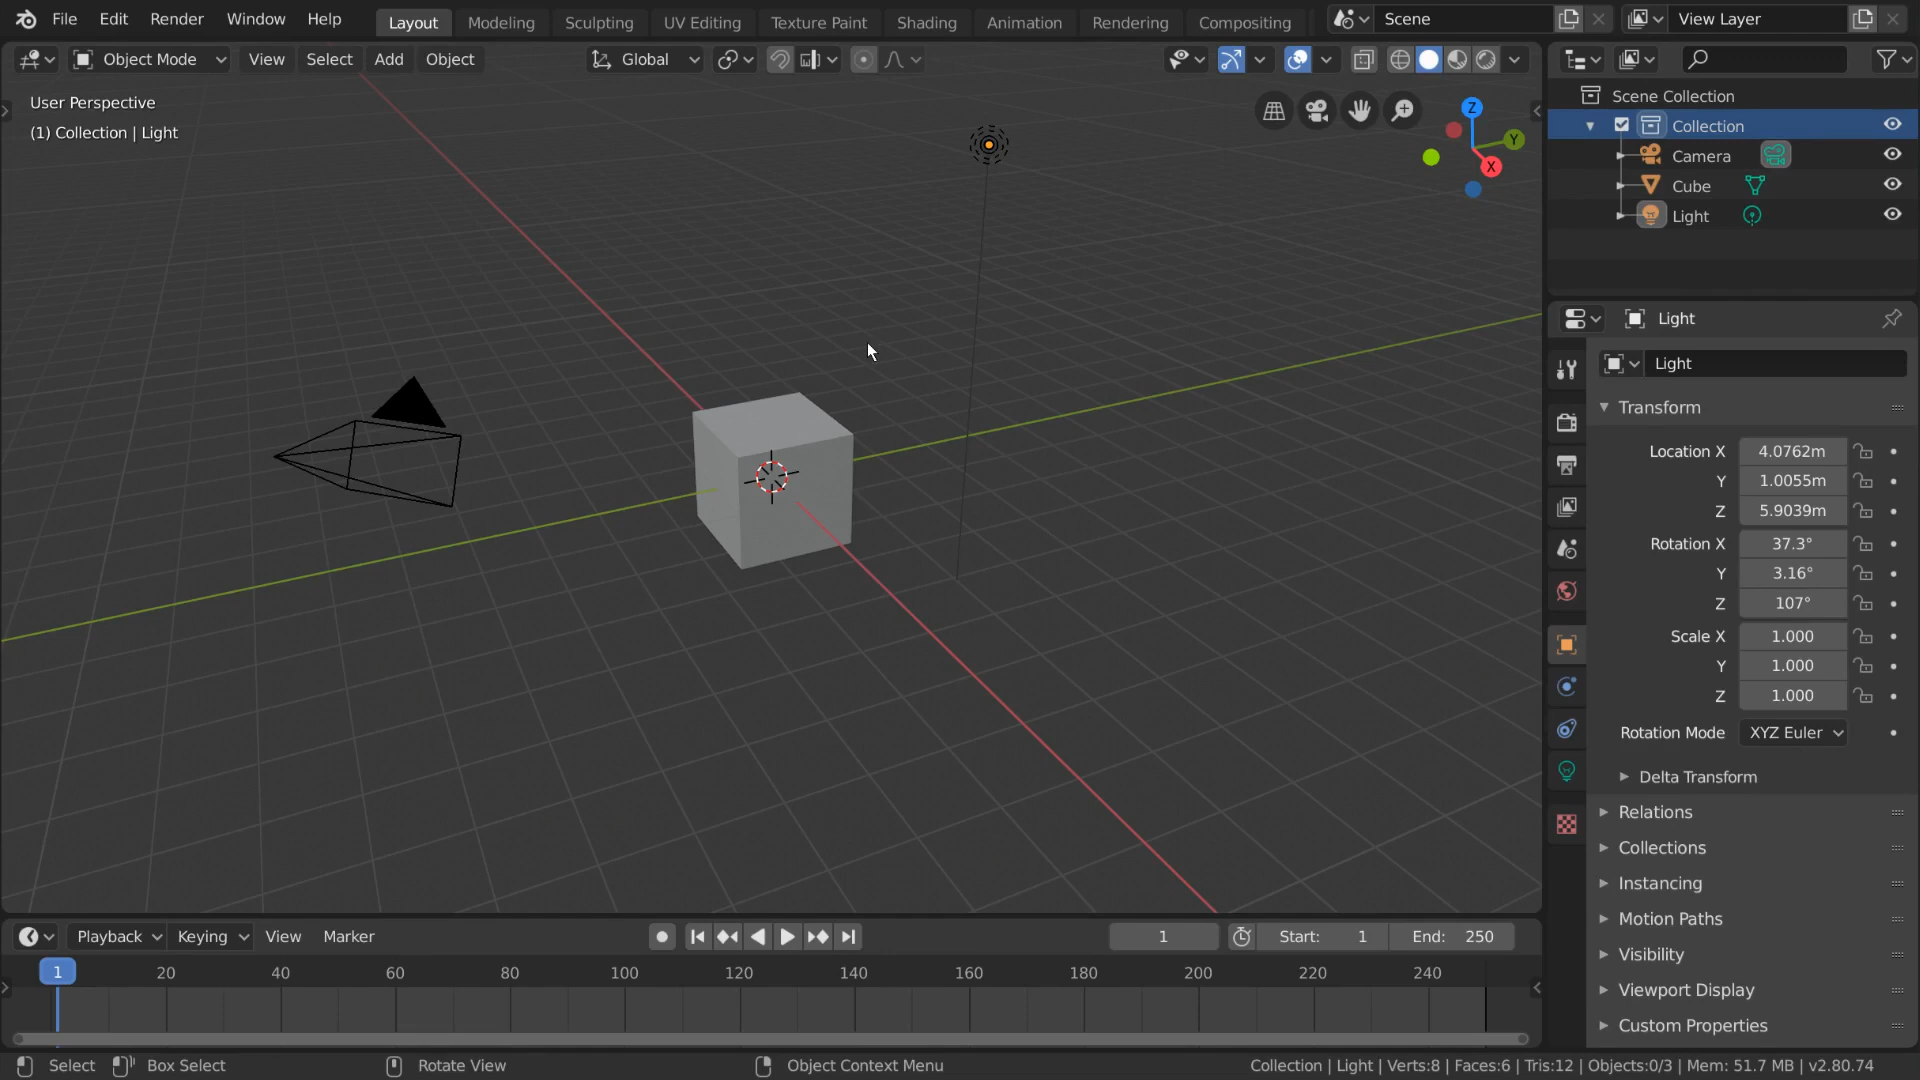 File Edit Render Window Help Layout Modeling Sculpting UV Editing Texture Paint Shading Animation Rendering Compositing Scene View Layer
Object Mode View Select Add Object Global
User Perspective
(1) Collection | Light
Z
Y
X
Scene Collection
Collection
Camera
Cube
Light
Light
Light
Transform
Location X 4.0762m
Y 1.0055m
Z 5.9039m
Rotation X 37.3°
Y 3.16°
Z 107°
Scale X 1.000
Y 1.000
Z 1.000
Rotation Mode XYZ Euler
Delta Transform
Relations
Collections
Instancing
Motion Paths
Visibility
Viewport Display
Custom Properties
Playback Keying View Marker 1 Start: 1 End: 250
1 20 40 60 80 100 120 140 160 180 200 220 240
Select Box Select Rotate View Object Context Menu Collection | Light | Verts:8 | Faces:6 | Tris:12 | Objects:0/3 | Mem: 51.7 MB | v2.80.74